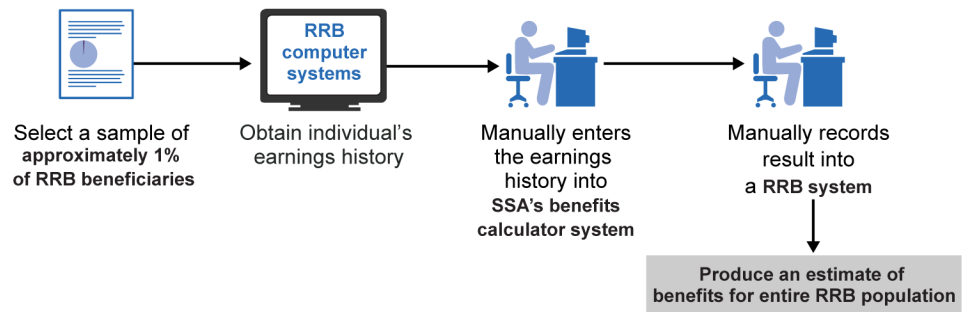 Select a sample of
approximately 1%
of RRB beneficiaries
RRB
computer
systems
Obtain individual's
earnings history
Manually enters
the earnings
history into
SSA's benefits
calculator system
Manually records
result into
a RRB system
Produce an estimate of
benefits for entire RRB population